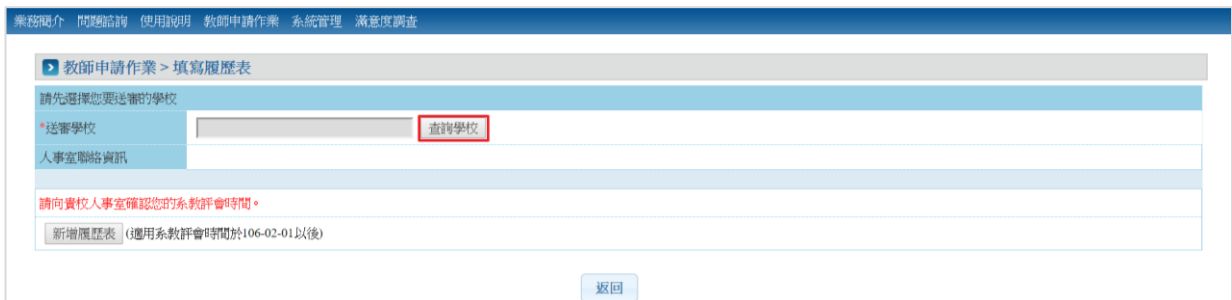 業務簡介 問題諮詢 使用說明 教師申請作業 系統管理 滿意度調查
教師申請作業 > 填寫履歷表
請先選擇您要送審的學校
*送審學校 查詢學校
人事室聯絡資訊
請向貴校人事室確認您的系教評會時間。
新增履歷表 (適用系教評會時間於106-02-01以後)
返回